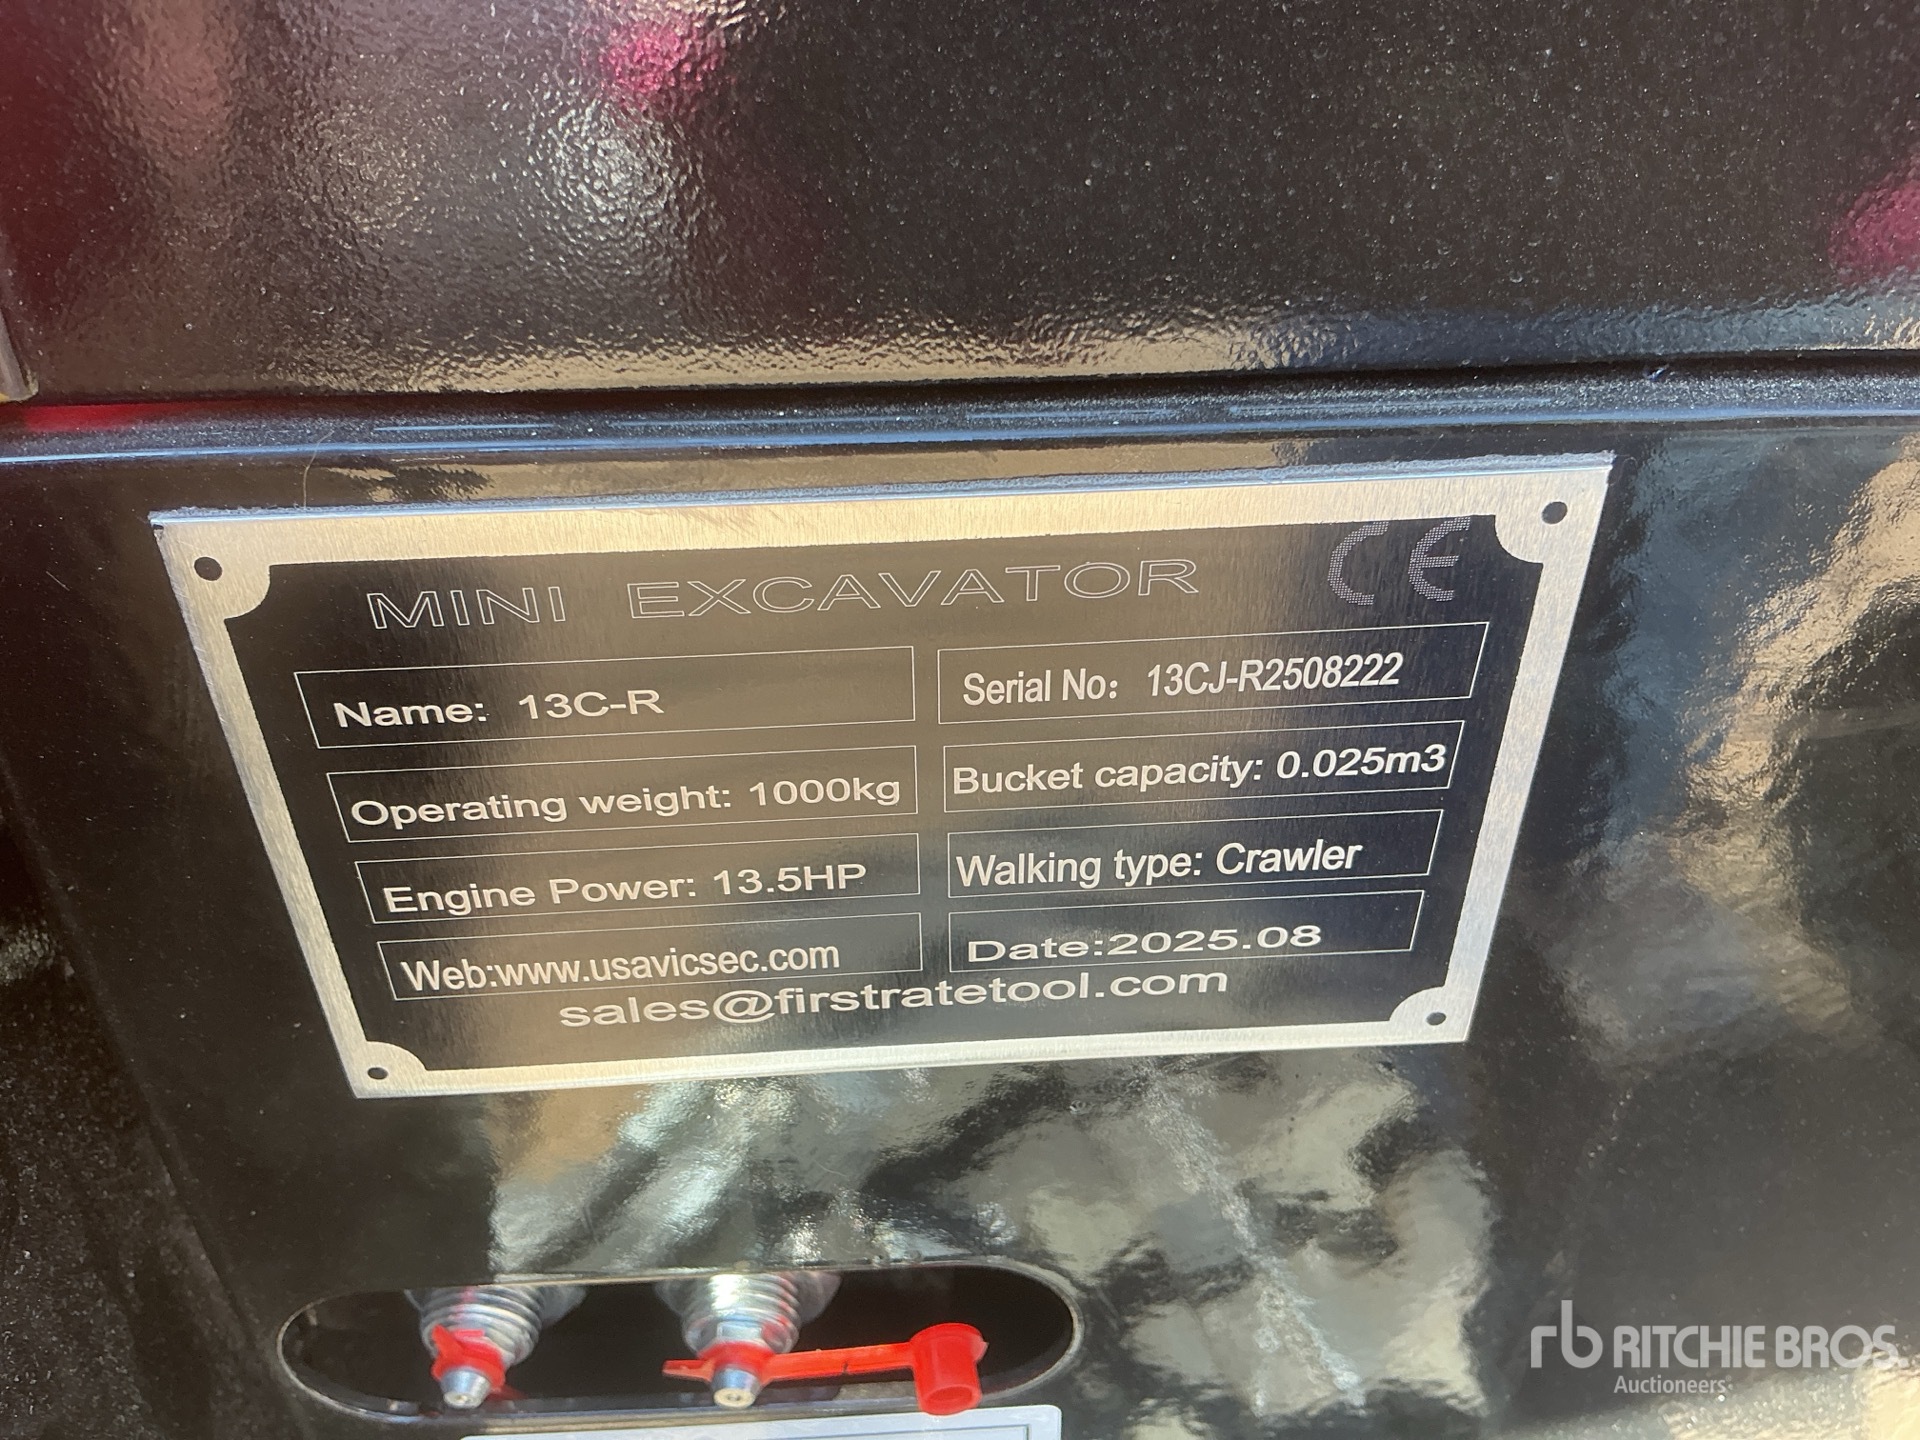 MINI EXCAVATOR CE
Name: 13C-R
Serial No: 13CJ-R2508222
Operating weight: 1000kg
Bucket capacity: 0.025m3
Engine Power: 13.5HP
Walking type: Crawler
Web:www.usavicsec.com
Date:2025.08
sales@firstratetool.com
rb RITCHIE BROS.
Auctioneers